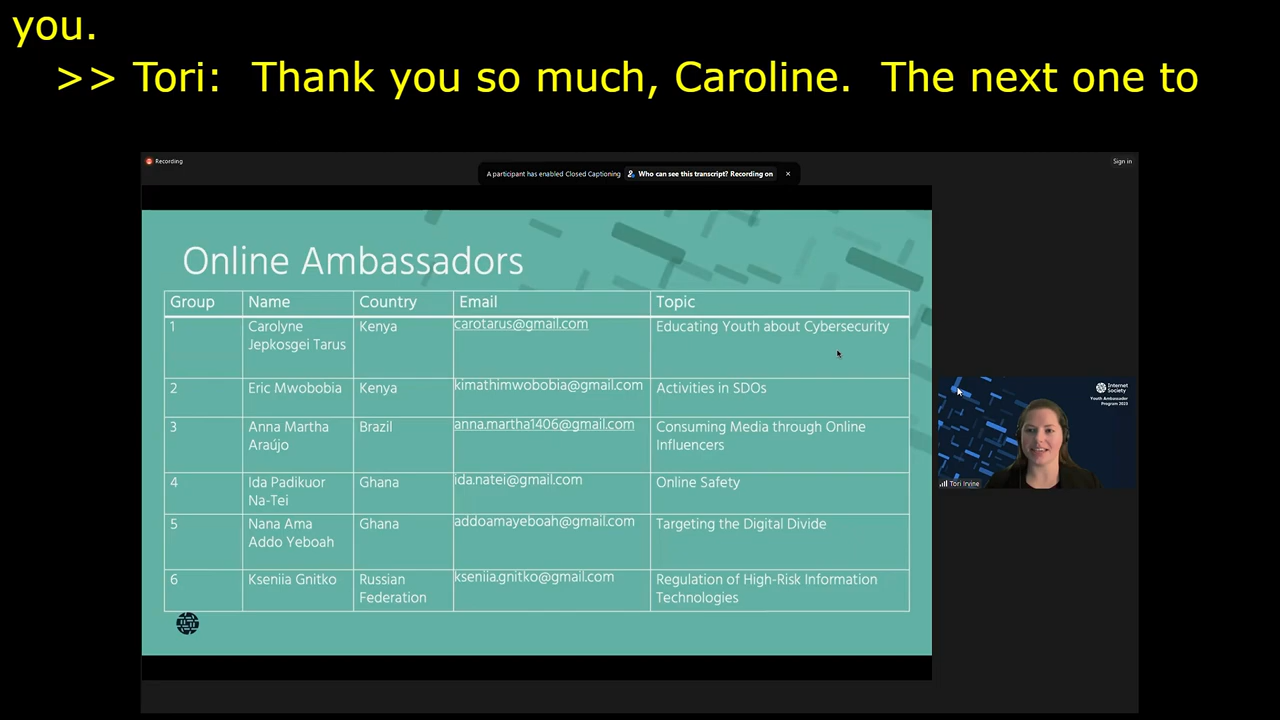 you.
>> Tori:  Thank you so much, Caroline.  The next one to
Recording
A participant has enabled Closed Captioning
Who can see this transcript? Recording on
×
Sign in
Online Ambassadors
Group Name Country Email Topic
1 Carolyne Jepkosgei Tarus Kenya carotarus@gmail.com Educating Youth about Cybersecurity
2 Eric Mwobobia Kenya kimathimwobobia@gmail.com Activities in SDOs
3 Anna Martha Araújo Brazil anna.martha1406@gmail.com Consuming Media through Online Influencers
4 Ida Padikuor Na-Tei Ghana ida.natei@gmail.com Online Safety
5 Nana Ama Addo Yeboah Ghana addoamayeboah@gmail.com Targeting the Digital Divide
6 Kseniia Gnitko Russian Federation kseniia.gnitko@gmail.com Regulation of High-Risk Information Technologies
Internet
Society
Youth Ambassador
Program 2023
Tori Irvine